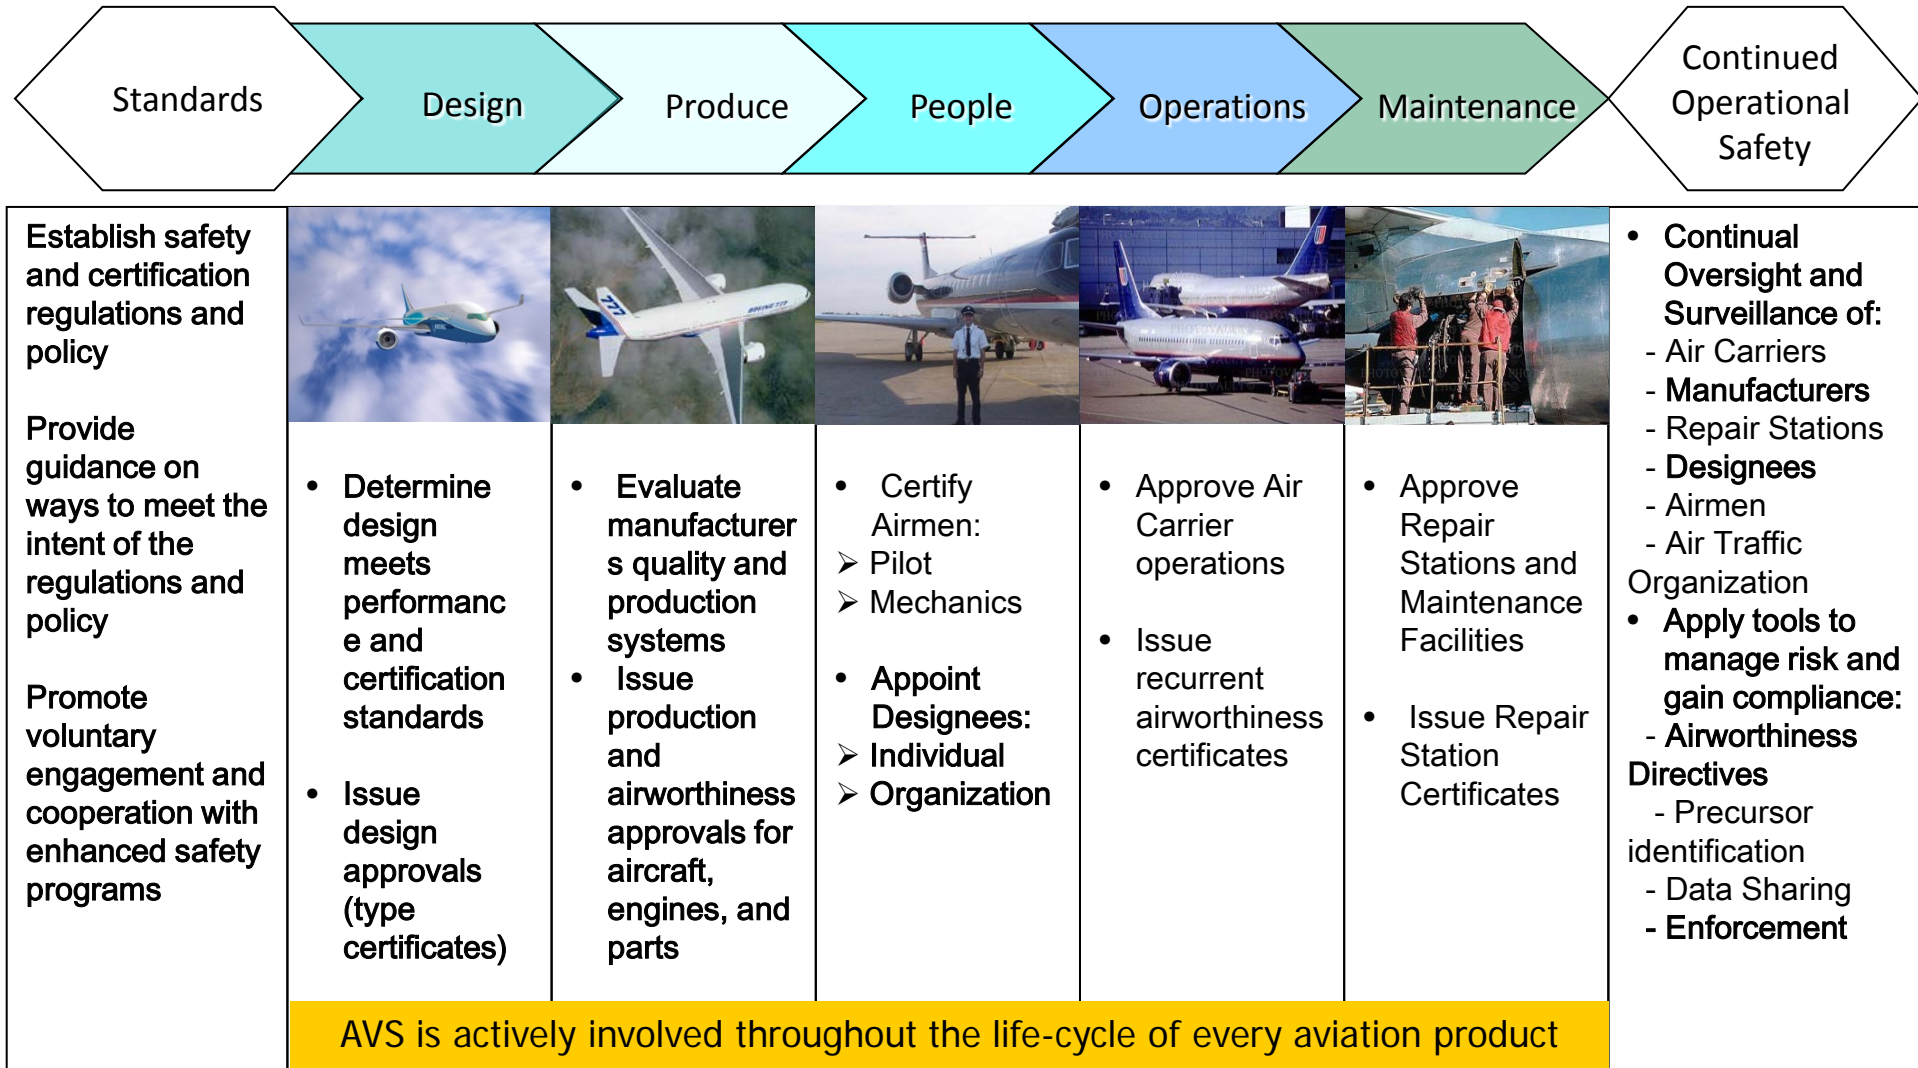 Standards
Design
Produce
People
Operations
Maintenance
Continued
Operational
Safety
Establish safety
and certification
regulations and
policy
Provide
guidance on
ways to meet the
intent of the
regulations and
policy
Promote
voluntary
engagement and
cooperation with
enhanced safety
programs
777
BOEING 777
• Determine
design
meets
performanc
e and
certification
standards
• Issue
design
approvals
(type
certificates)
• Evaluate
manufacturer
s quality and
production
systems
• Issue
production
and
airworthiness
approvals for
aircraft,
engines, and
parts
• Certify
Airmen:
➢ Pilot
➢ Mechanics
• Appoint
Designees:
➢ Individual
➢ Organization
• Approve Air
Carrier
operations
• Issue
recurrent
airworthiness
certificates
• Approve
Repair
Stations and
Maintenance
Facilities
• Issue Repair
Station
Certificates
• Continual
Oversight and
Surveillance of:
- Air Carriers
- Manufacturers
- Repair Stations
- Designees
- Airmen
- Air Traffic
Organization
• Apply tools to
manage risk and
gain compliance:
- Airworthiness
Directives
- Precursor
identification
- Data Sharing
- Enforcement
AVS is actively involved throughout the life-cycle of every aviation product